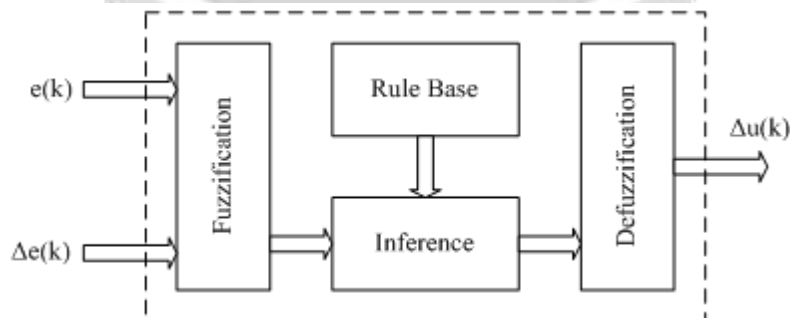 e(k)
Δe(k)
Fuzzification
Rule Base
Inference
Defuzzification
Δu(k)